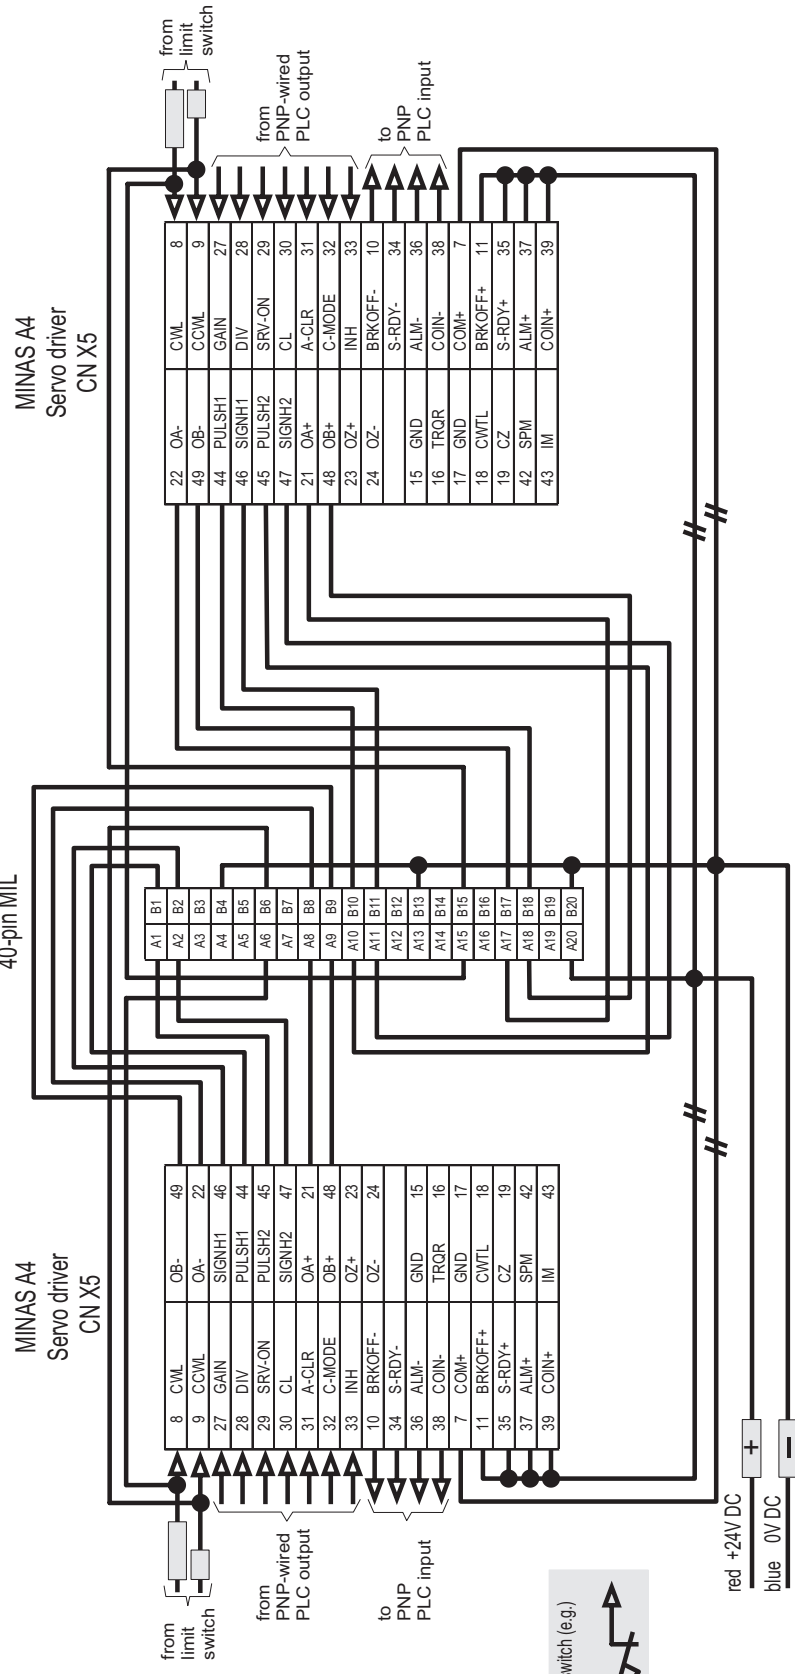 MINAS A4
Servo driver
CN X5
40-pin MIL
MINAS A4
Servo driver
CN X5
from
limit
switch
from
PNP-wired
PLC output
to
PNP
PLC input
8 CWL OB- 49
9 CCWL OA- 22
27 GAIN SIGNH1 46
28 DIV PULSH1 44
29 SRV-ON PULSH2 45
30 CL SIGNH2 47
31 A-CLR OA+ 21
32 C-MODE OB+ 48
33 INH OZ+ 23
10 BRKOFF- OZ- 24
34 S-RDY-
36 ALM- GND 15
38 COIN- TRQR 16
7 COM+ GND 17
11 BRKOFF+ CWTL 18
35 S-RDY+ CZ 19
37 ALM+ SPM 42
39 COIN+ IM 43
A1 B1
A2 B2
A3 B3
A4 B4
A5 B5
A6 B6
A7 B7
A8 B8
A9 B9
A10 B10
A11 B11
A12 B12
A13 B13
A14 B14
A15 B15
A16 B16
A17 B17
A18 B18
A19 B19
A20 B20
22 OA- CWL 8
49 OB- CCWL 9
44 PULSH1 GAIN 27
46 SIGNH1 DIV 28
45 PULSH2 SRV-ON 29
47 SIGNH2 CL 30
21 OA+ A-CLR 31
48 OB+ C-MODE 32
23 OZ+ INH 33
24 OZ- BRKOFF- 10
S-RDY- 34
15 GND ALM- 36
16 TRQR COIN- 38
17 GND COM+ 7
18 CWTL BRKOFF+ 11
19 CZ S-RDY+ 35
42 SPM ALM+ 37
43 IM COIN+ 39
from
limit
switch
from
PNP-wired
PLC output
to
PNP
PLC input
switch (e.g.)
red +24V DC +
blue 0V DC −